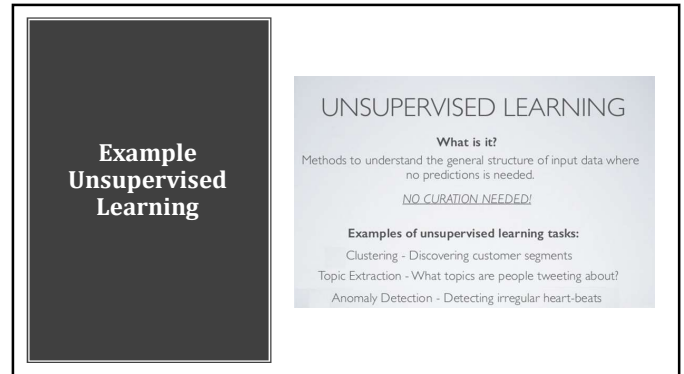 Example
Unsupervised
Learning
UNSUPERVISED LEARNING
What is it?
Methods to understand the general structure of input data where
no predictions is needed.
NO CURATION NEEDED!
Examples of unsupervised learning tasks:
Clustering - Discovering customer segments
Topic Extraction - What topics are people tweeting about?
Anomaly Detection - Detecting irregular heart-beats